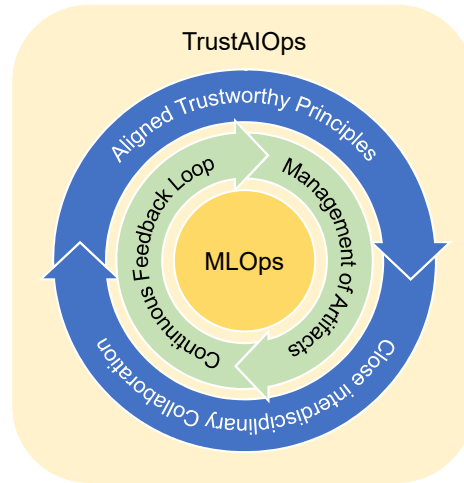 TrustAIOps
Aligned Trustworthy Principles
Continuous Feedback Loop
Management of Artifacts
MLOps
Close interdisciplinary Collaboration